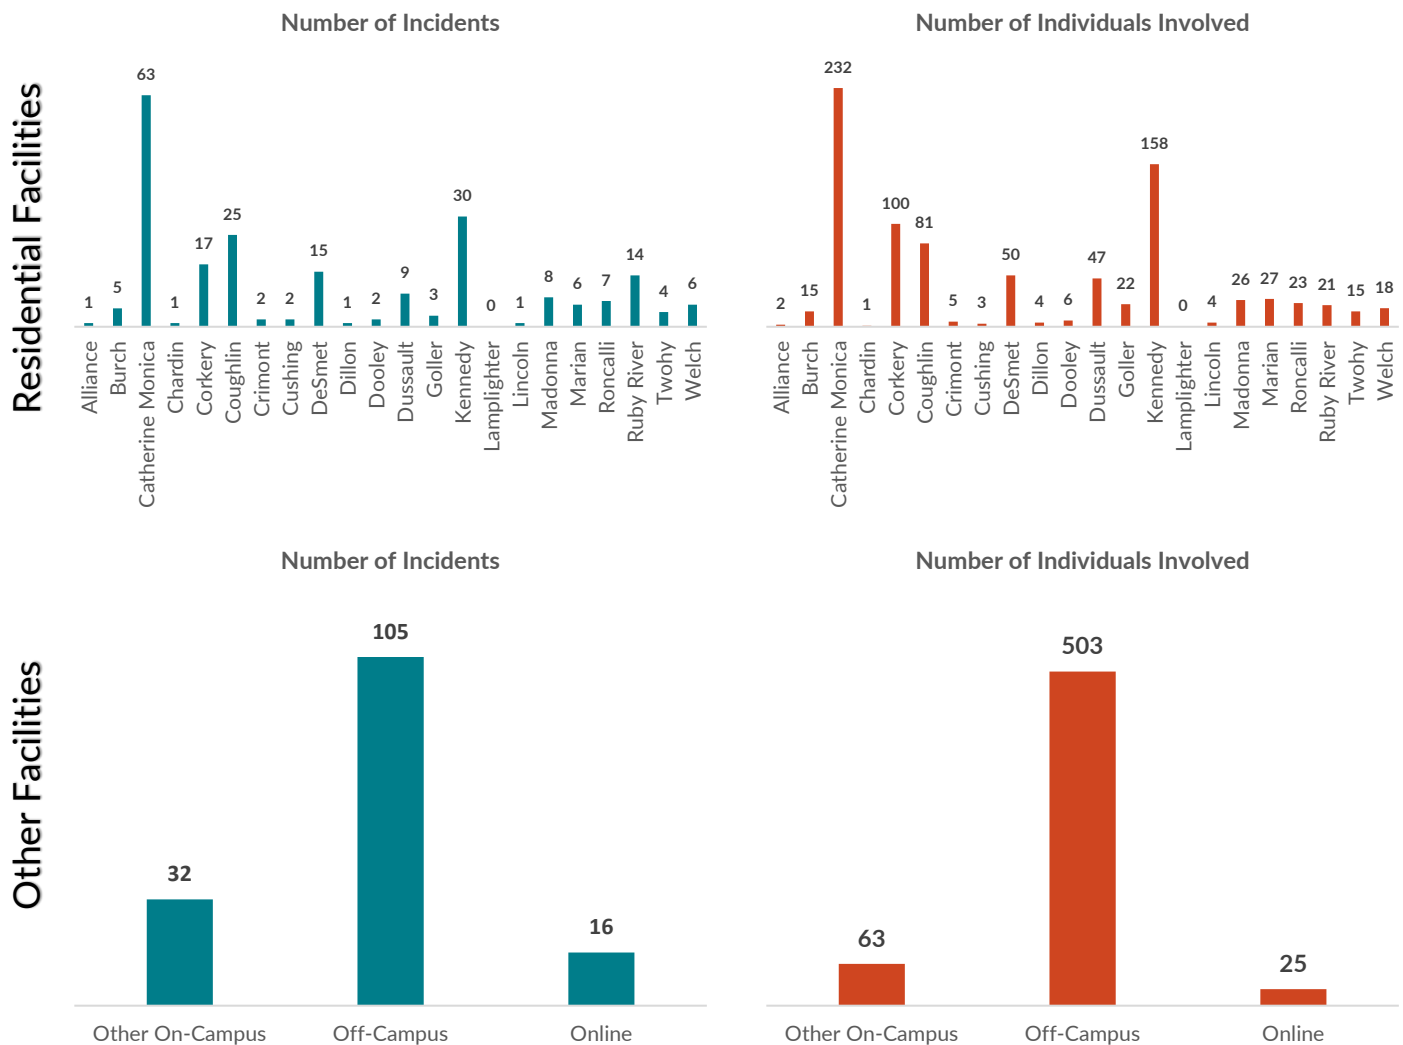 Residential Facilities
Number of Incidents
63
30
25
17
15
14
9
8
7
6
6
5
4
3
2
2
2
1
1
1
1
0
Alliance
Burch
Catherine Monica
Chardin
Corkery
Coughlin
Crimont
Cushing
DeSmet
Dillon
Dooley
Dussault
Goller
Kennedy
Lamplighter
Lincoln
Madonna
Marian
Roncalli
Ruby River
Twohy
Welch
Number of Individuals Involved
2
15
232
1
100
81
5
3
50
4
6
47
22
158
0
4
26
27
23
21
15
18
Alliance
Burch
Catherine Monica
Chardin
Corkery
Coughlin
Crimont
Cushing
DeSmet
Dillon
Dooley
Dussault
Goller
Kennedy
Lamplighter
Lincoln
Madonna
Marian
Roncalli
Ruby River
Twohy
Welch
Other Facilities
Number of Incidents
32
105
16
Other On-Campus
Off-Campus
Online
Number of Individuals Involved
63
503
25
Other On-Campus
Off-Campus
Online